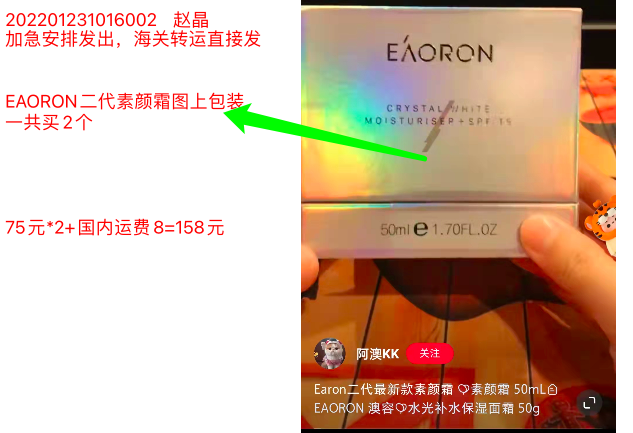 202201231016002 赵晶
加急安排发出，海关转运直接发
EAORON二代素颜霜图上包装
一共买2个
75元*2+国内运费8=158元
EÁORON
CRYSTAL WHITE
MOISTURISER+SPF 15
50ml e 1.70FL.OZ
阿澳KK
关注
Earon二代最新款素颜霜 素颜霜 50mL
EAORON 澳容水光补水保湿面霜 50g